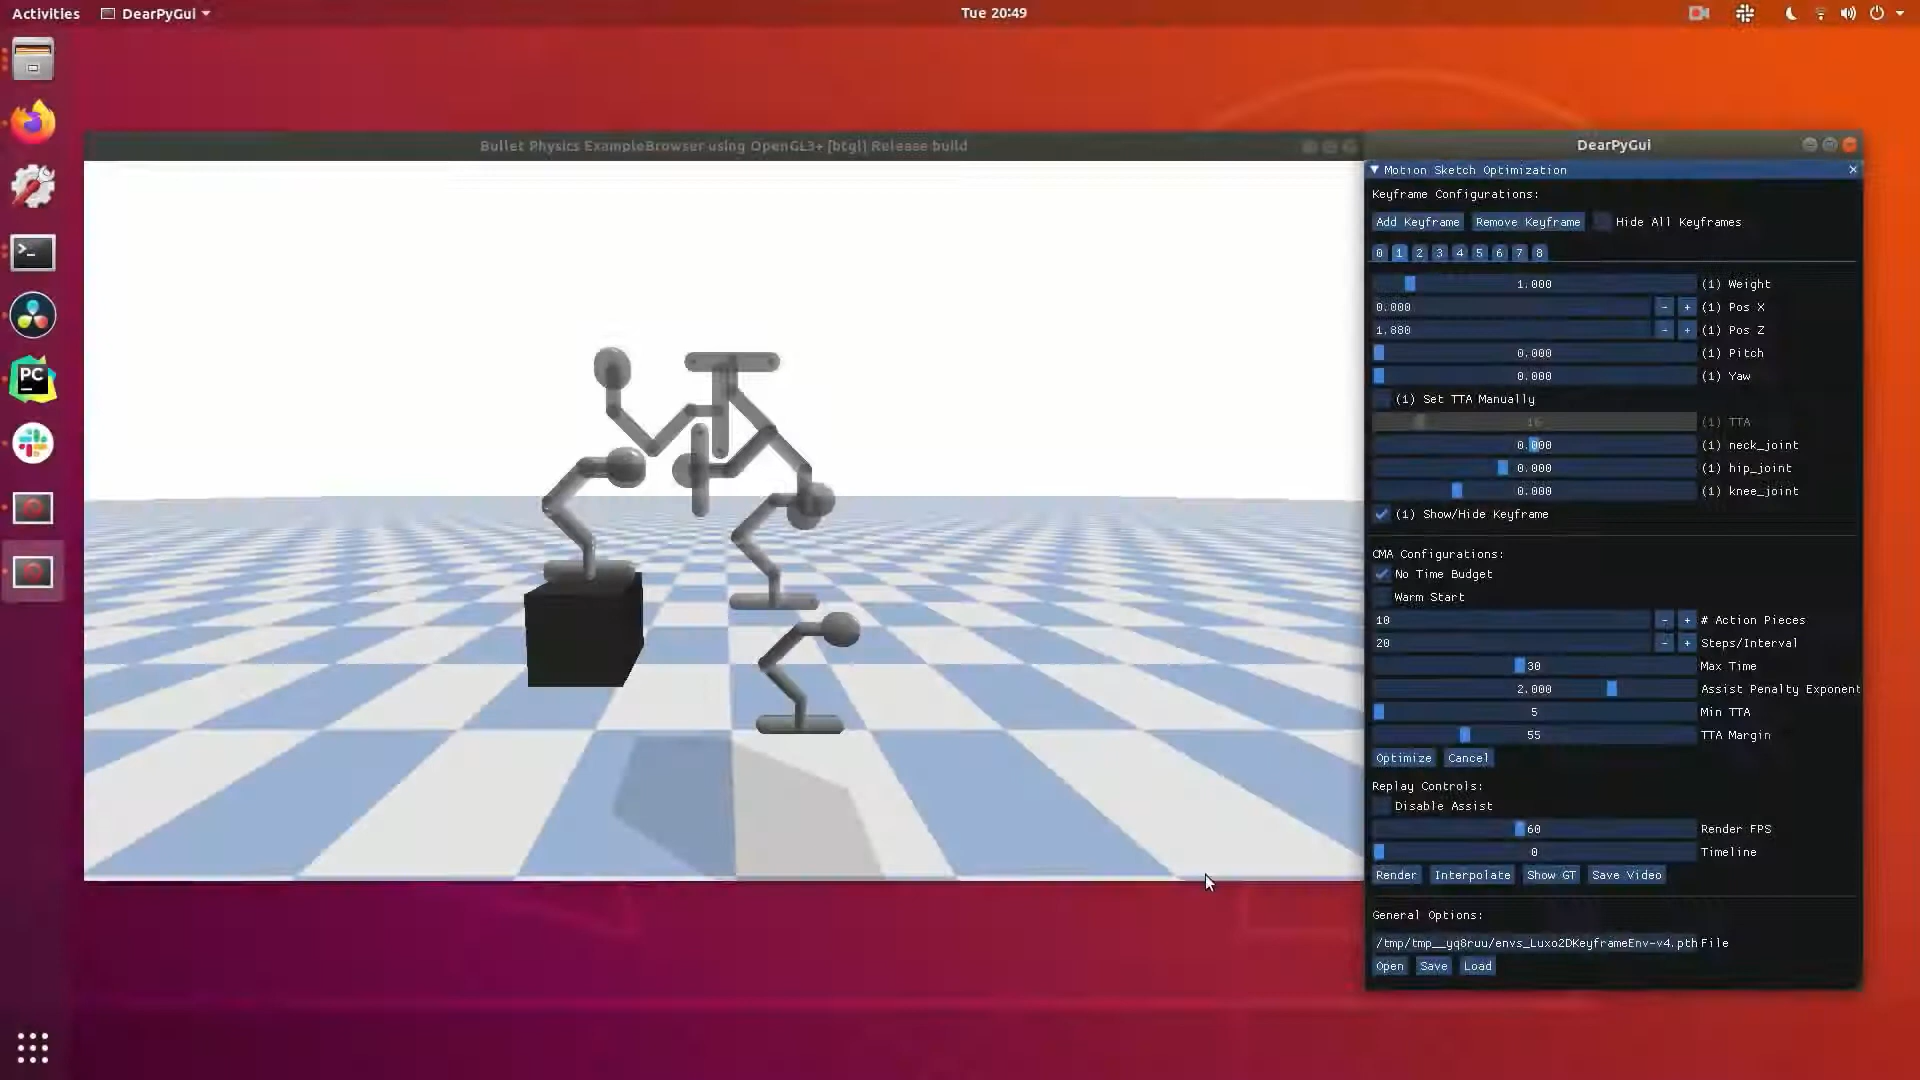 Activities DearPyGui Tue 20:49
Bullet Physics ExampleBrowser using OpenGL3+ [btgl] Release build
DearPyGui
Motion Sketch Optimization
Keyframe Configurations:
Add Keyframe Remove Keyframe Hide All Keyframes
0 1 2 3 4 5 6 7 8
1.000 (1) Weight
0.000 - + (1) Pos X
1.880 - + (1) Pos Z
0.000 (1) Pitch
0.000 (1) Yaw
(1) Set TTA Manually
16 (1) TTA
0.000 (1) neck_joint
0.000 (1) hip_joint
0.000 (1) knee_joint
(1) Show/Hide Keyframe
CMA Configurations:
No Time Budget
Warm Start
10 - + # Action Pieces
20 - + Steps/Interval
30 Max Time
2.000 Assist Penalty Exponent
5 Min TTA
55 TTA Margin
Optimize Cancel
Replay Controls:
Disable Assist
60 Render FPS
0 Timeline
Render Interpolate Show GT Save Video
General Options:
/tmp/tmp__yq8ruu/envs_Luxo2DKeyframeEnv-v4.pth File
Open Save Load
PC